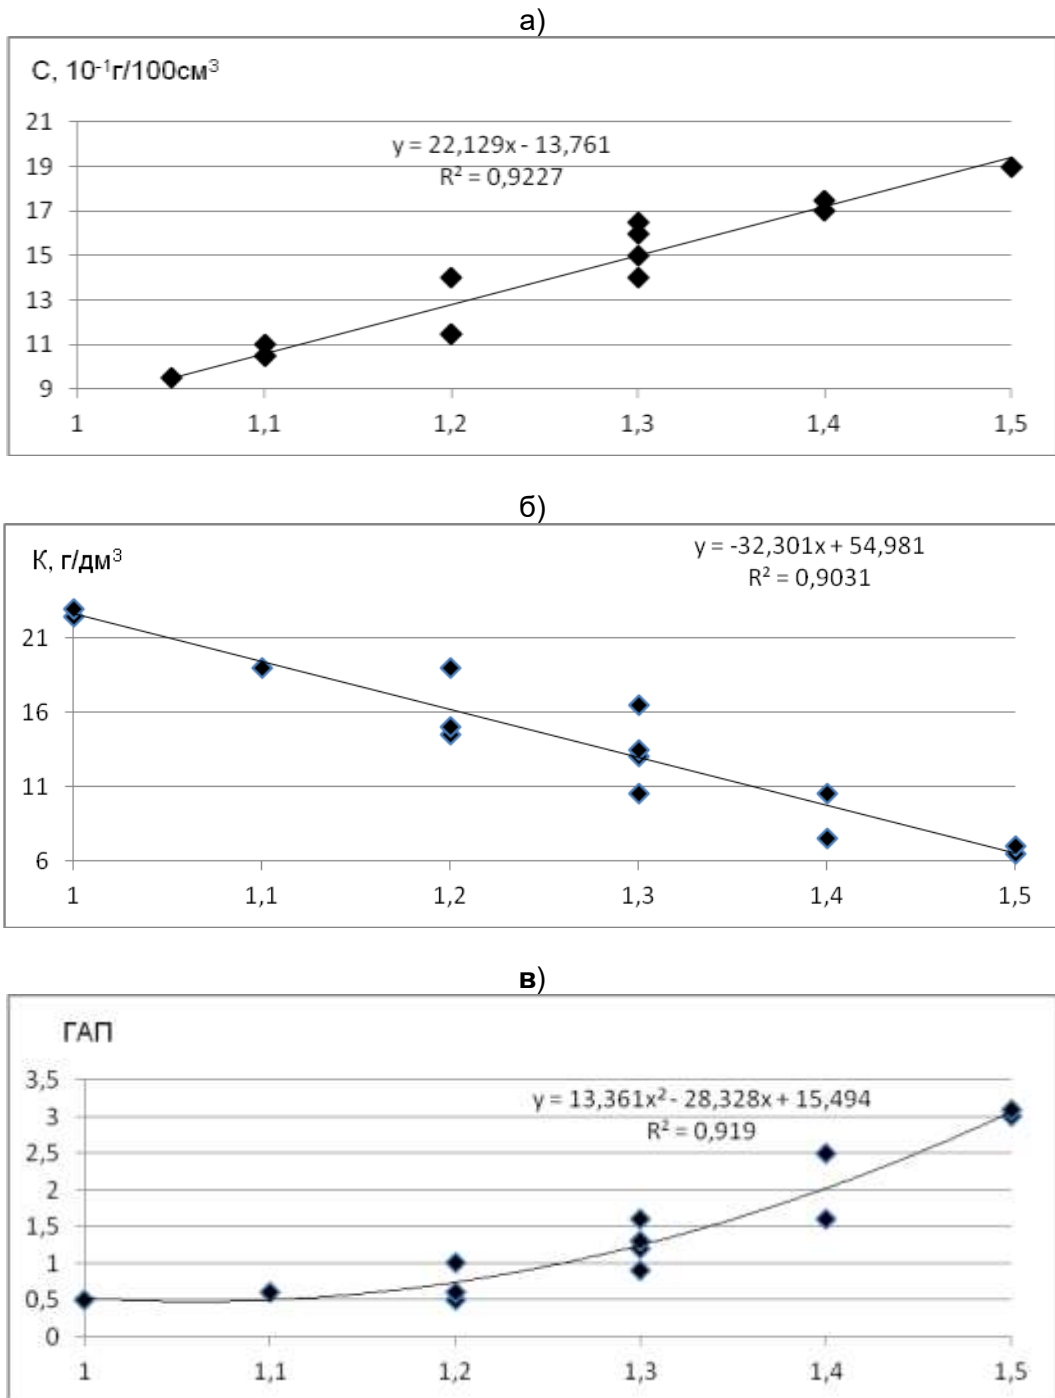 а)
С, 10⁻¹г/100см³
y = 22,129x - 13,761
R² = 0,9227
21
19
17
15
13
11
9
1 1,1 1,2 1,3 1,4 1,5
б)
К, г/дм³
y = -32,301x + 54,981
R² = 0,9031
21
16
11
6
1 1,1 1,2 1,3 1,4 1,5
в)
ГАП
y = 13,361x² - 28,328x + 15,494
R² = 0,919
3,5
3
2,5
2
1,5
1
0,5
0
1 1,1 1,2 1,3 1,4 1,5